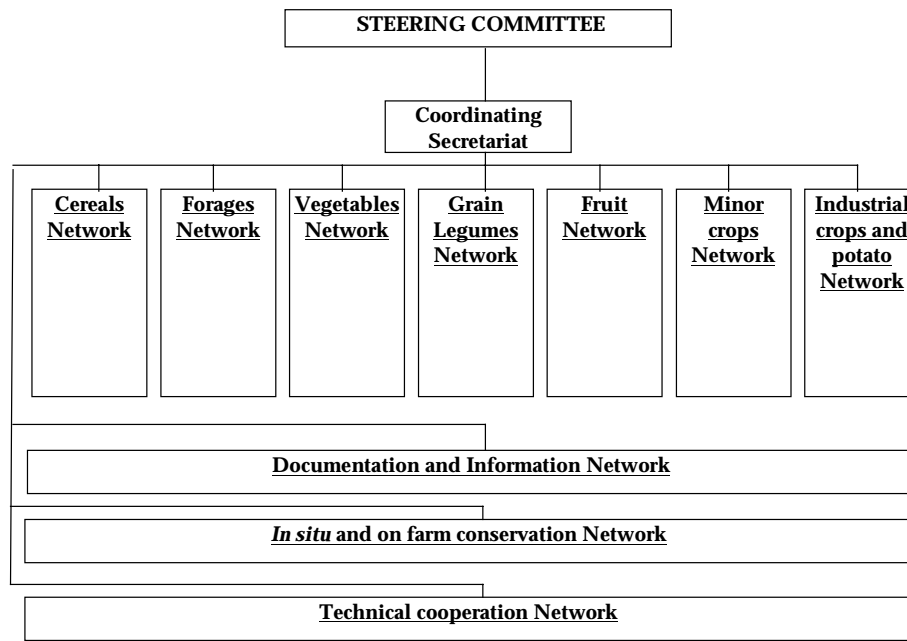 STEERING COMMITTEE
Coordinating
Secretariat
Cereals
Network
Forages
Network
Vegetables
Network
Grain
Legumes
Network
Fruit
Network
Minor
crops
Network
Industrial
crops and
potato
Network
Documentation and Information Network
In situ and on farm conservation Network
Technical cooperation Network